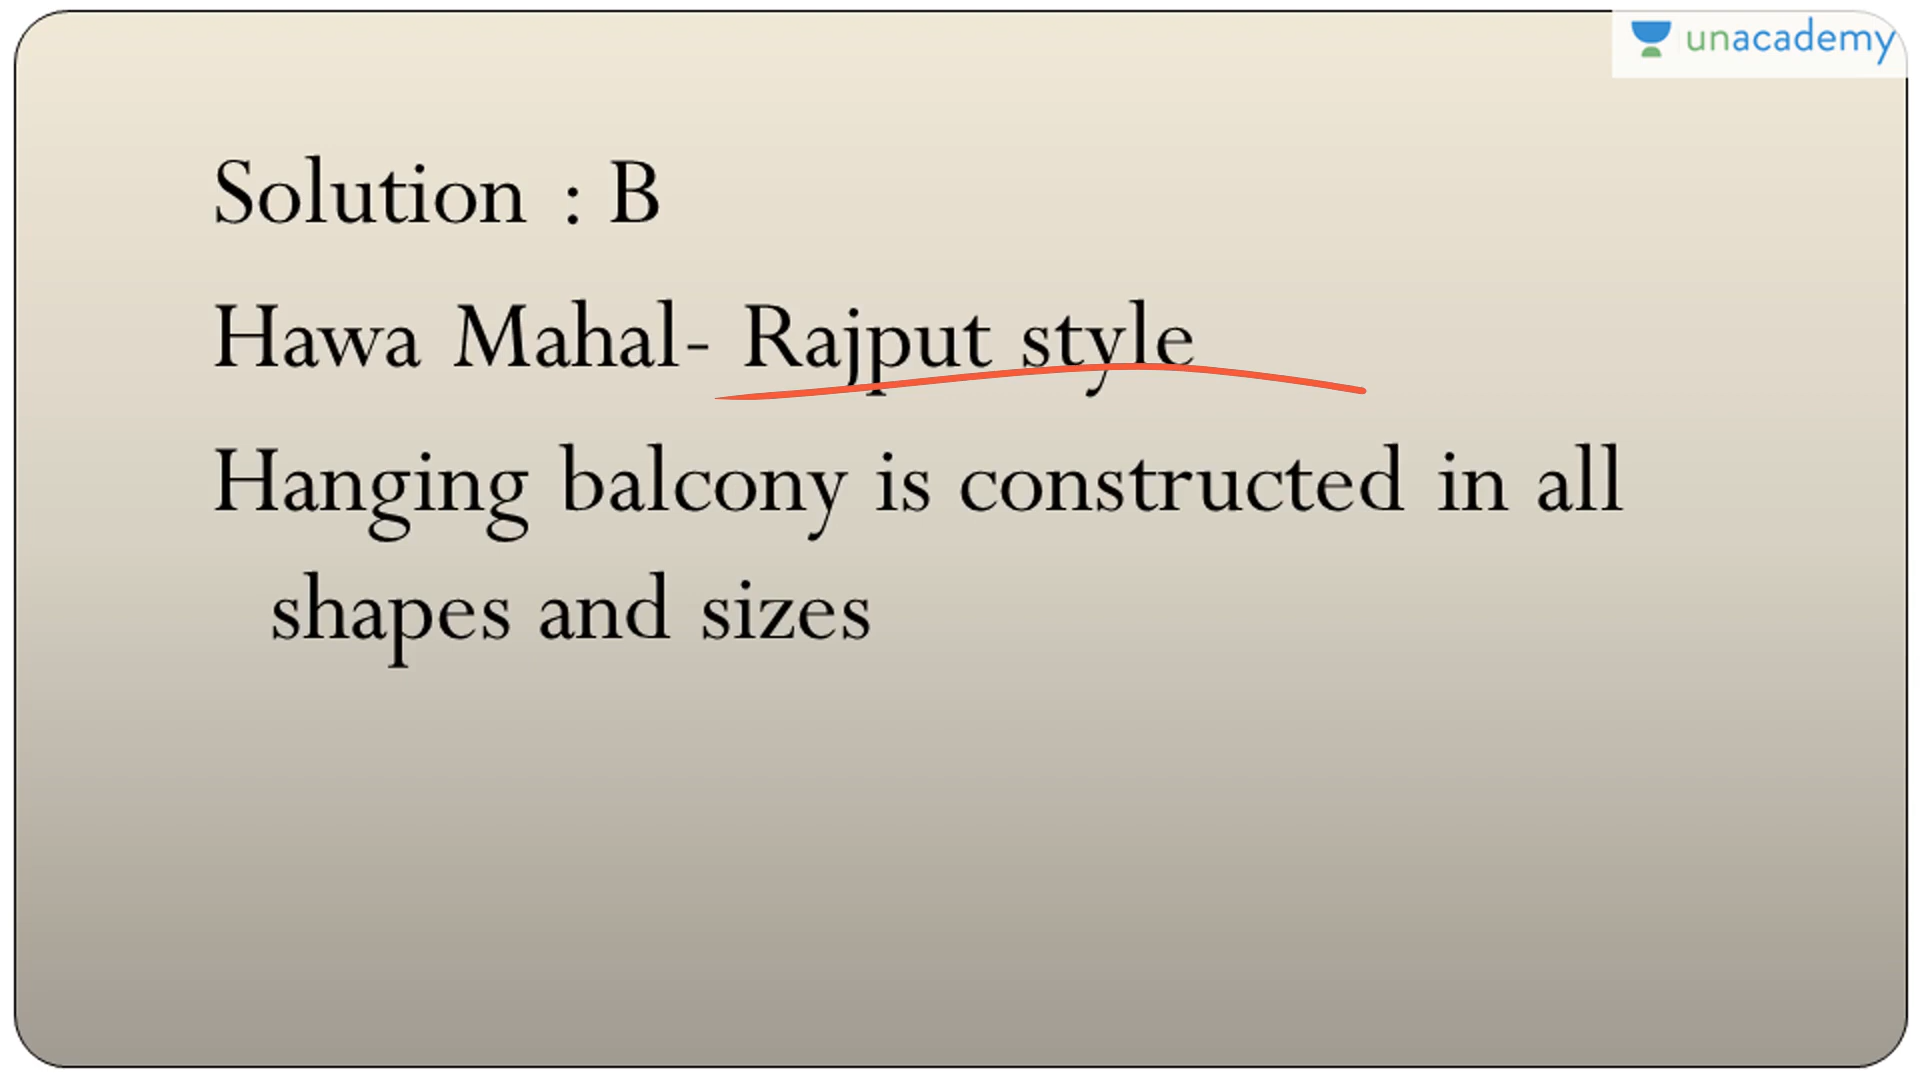 unacademy
Solution : B
Hawa Mahal- Rajput style
Hanging balcony is constructed in all
shapes and sizes